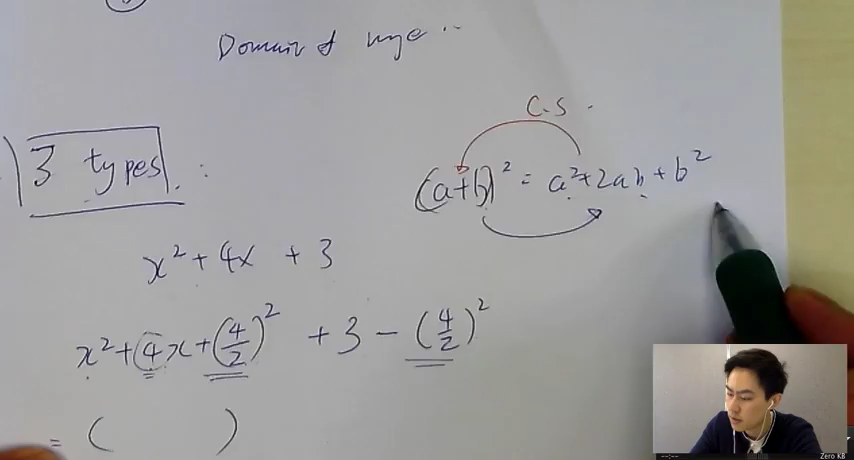 Domain & range ..
C.S.
3 types. :
(a+b)² = a²+2ab+b²
x²+4x +3
x²+4x+(4/2)² +3-(4/2)²
= ( )
Zero KB